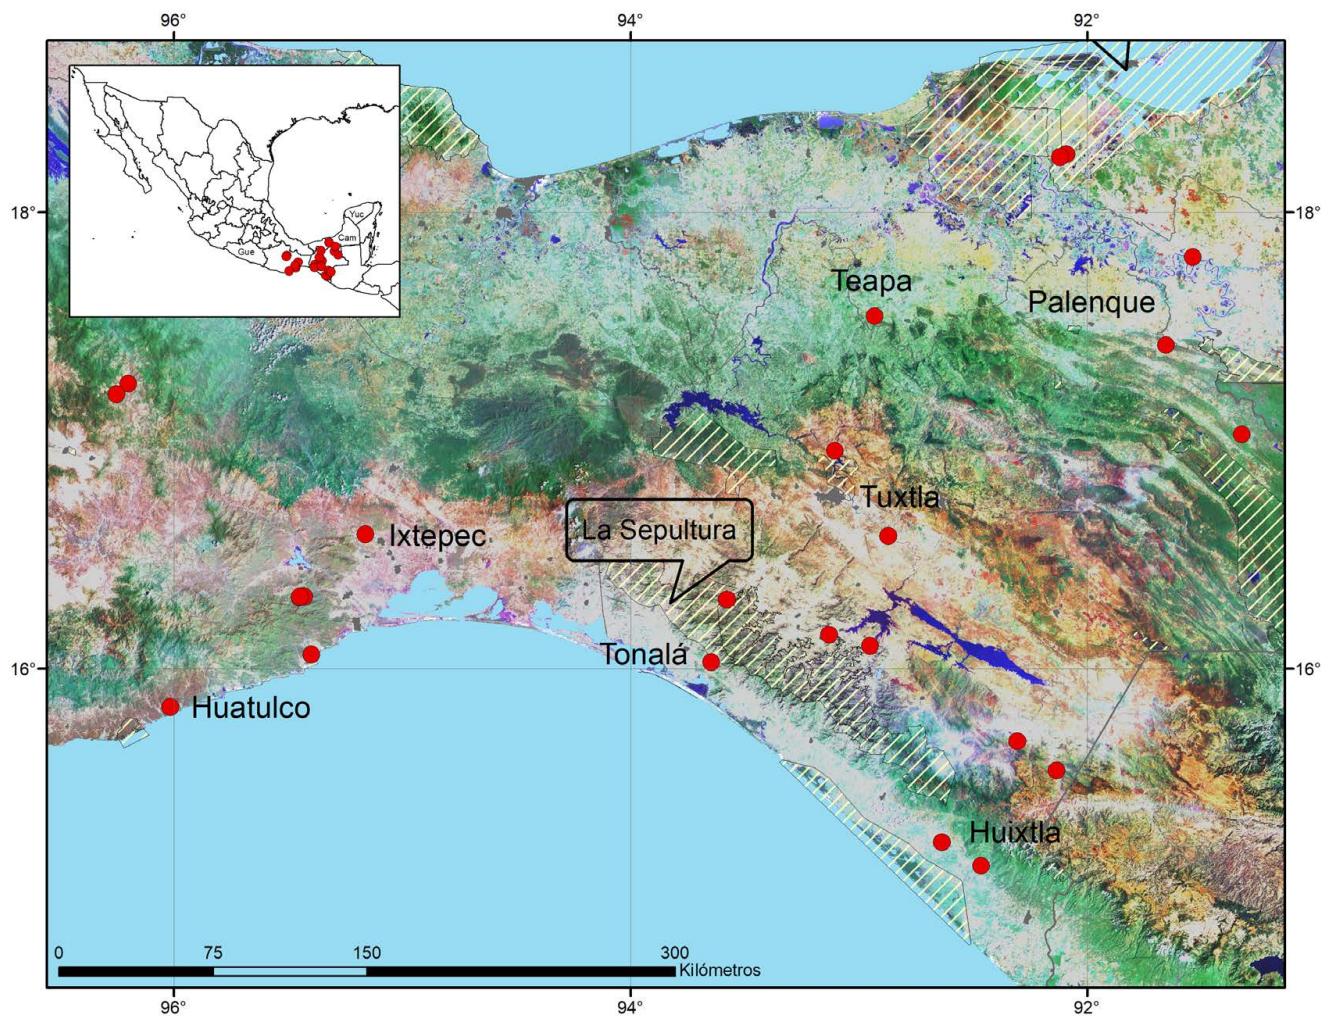 96°
94°
92°
Yuc
Cam
Gue
18°
18°
Teapa
Palenque
Tuxtla
La Sepultura
Ixtepec
Tonalá
16°
16°
Huatulco
Huixtla
0 75 150 300
Kilómetros
96°
94°
92°